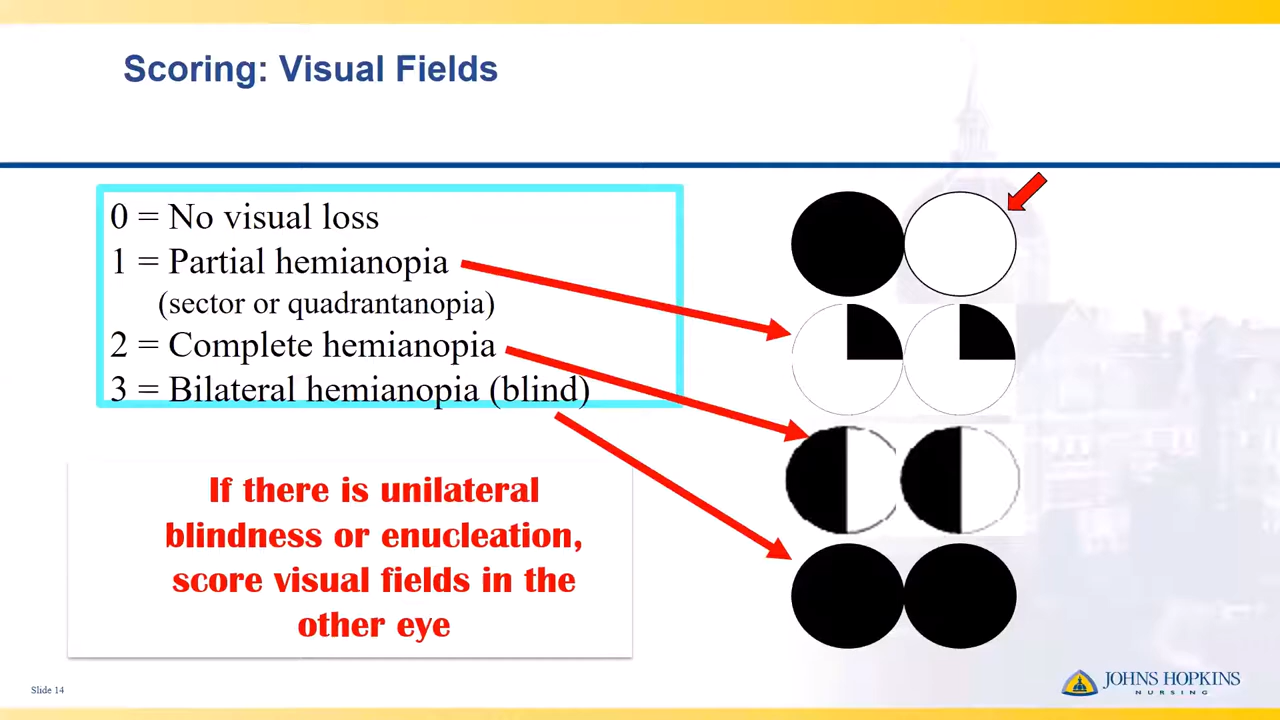 Scoring: Visual Fields
0 = No visual loss
1 = Partial hemianopia
(sector or quadrantanopia)
2 = Complete hemianopia
3 = Bilateral hemianopia (blind)
If there is unilateral
blindness or enucleation,
score visual fields in the
other eye
Slide 14
JOHNS HOPKINS
NURSING